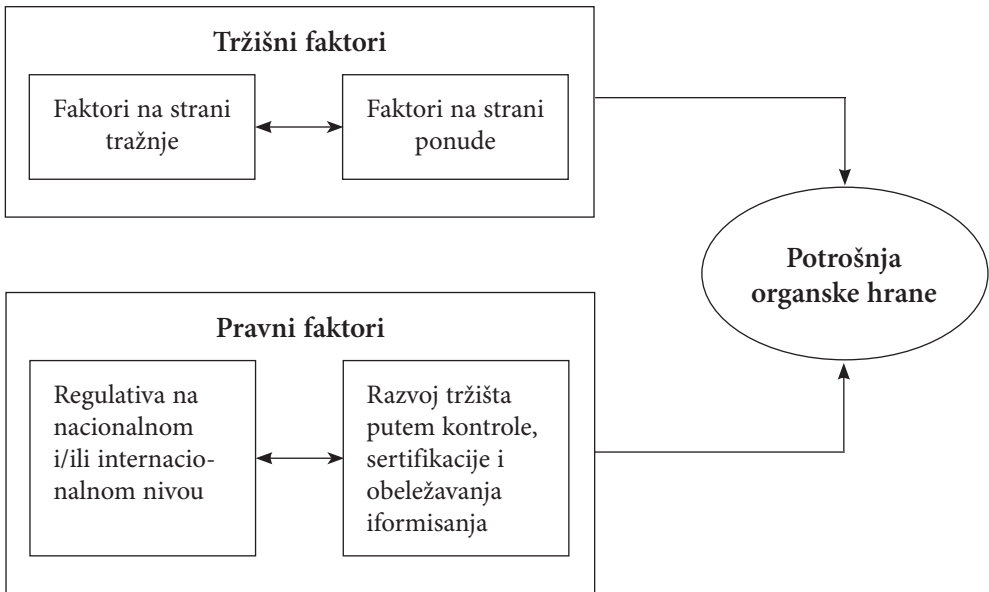 Tržišni faktori
Faktori na strani
tražnje
Faktori na strani
ponude
Potrošnja
organske hrane
Pravni faktori
Regulativa na
nacionalnom
i/ili internacio-
nalnom nivou
Razvoj tržišta
putem kontrole,
sertifikacije i
obeležavanja
iformisanja